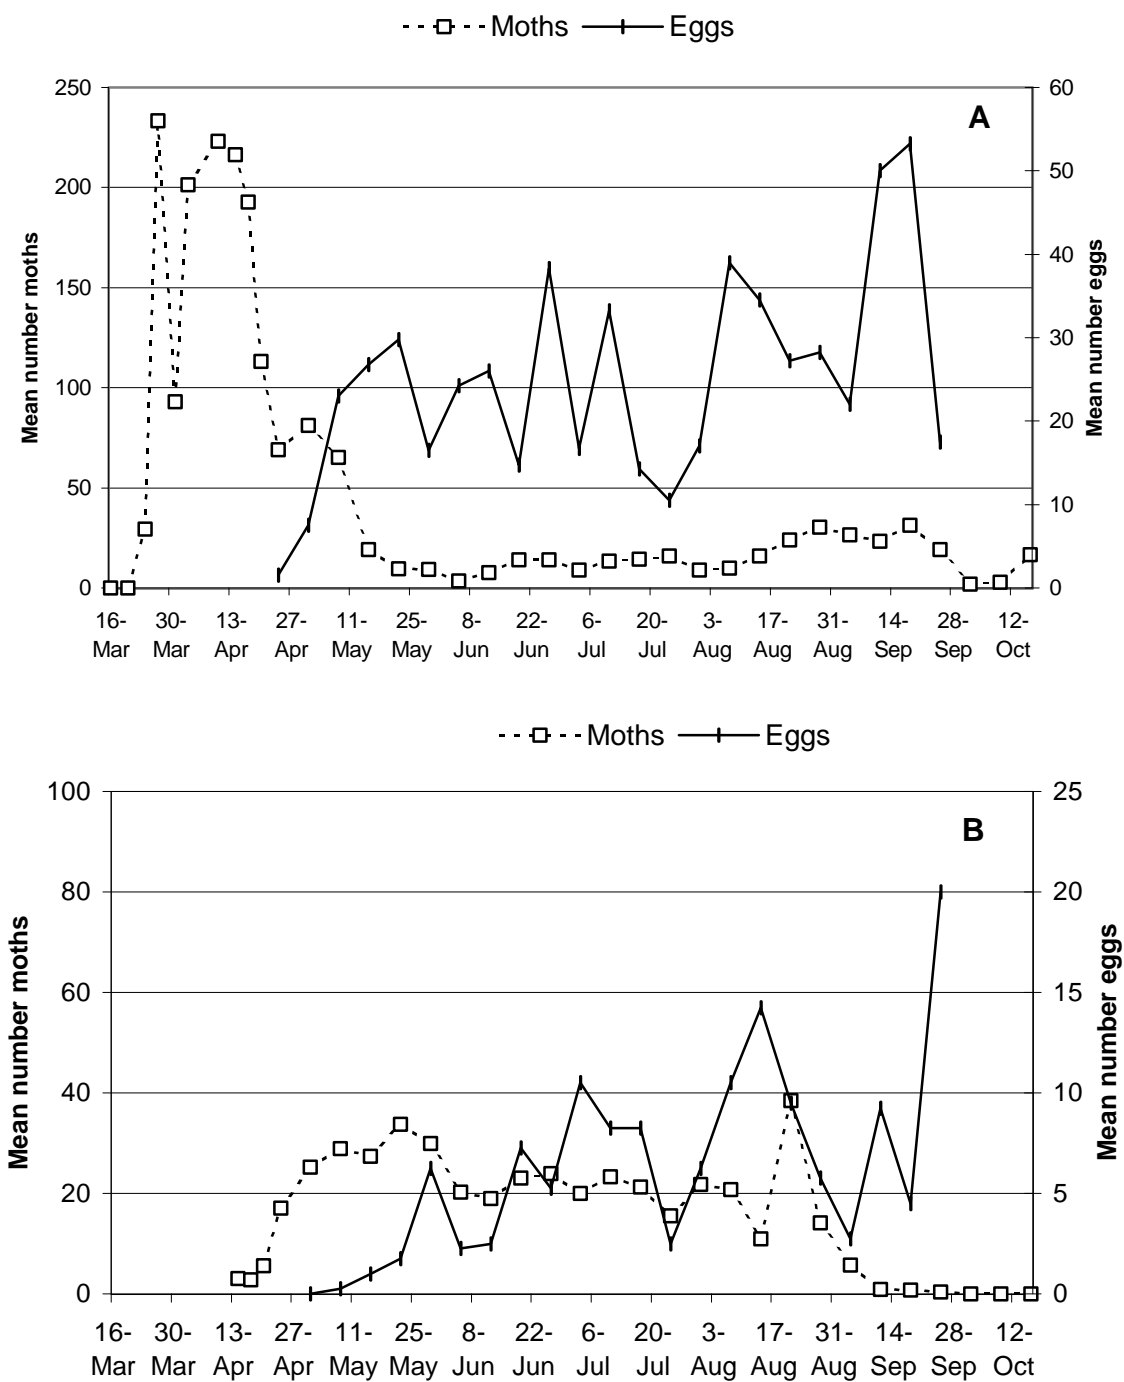 Moths Eggs
250 60
A
50
200
40
150
30
100
20
50
10
0 0
Mean number moths
Mean number eggs
16- 30- 13- 27- 11- 25- 8- 22- 6- 20- 3- 17- 31- 14- 28- 12-
Mar Mar Apr Apr May May Jun Jun Jul Jul Aug Aug Aug Sep Sep Oct
Moths Eggs
100 25
B
80 20
60 15
40 10
20 5
0 0
Mean number moths
Mean number eggs
16- 30- 13- 27- 11- 25- 8- 22- 6- 20- 3- 17- 31- 14- 28- 12-
Mar Mar Apr Apr May May Jun Jun Jul Jul Aug Aug Aug Sep Sep Oct